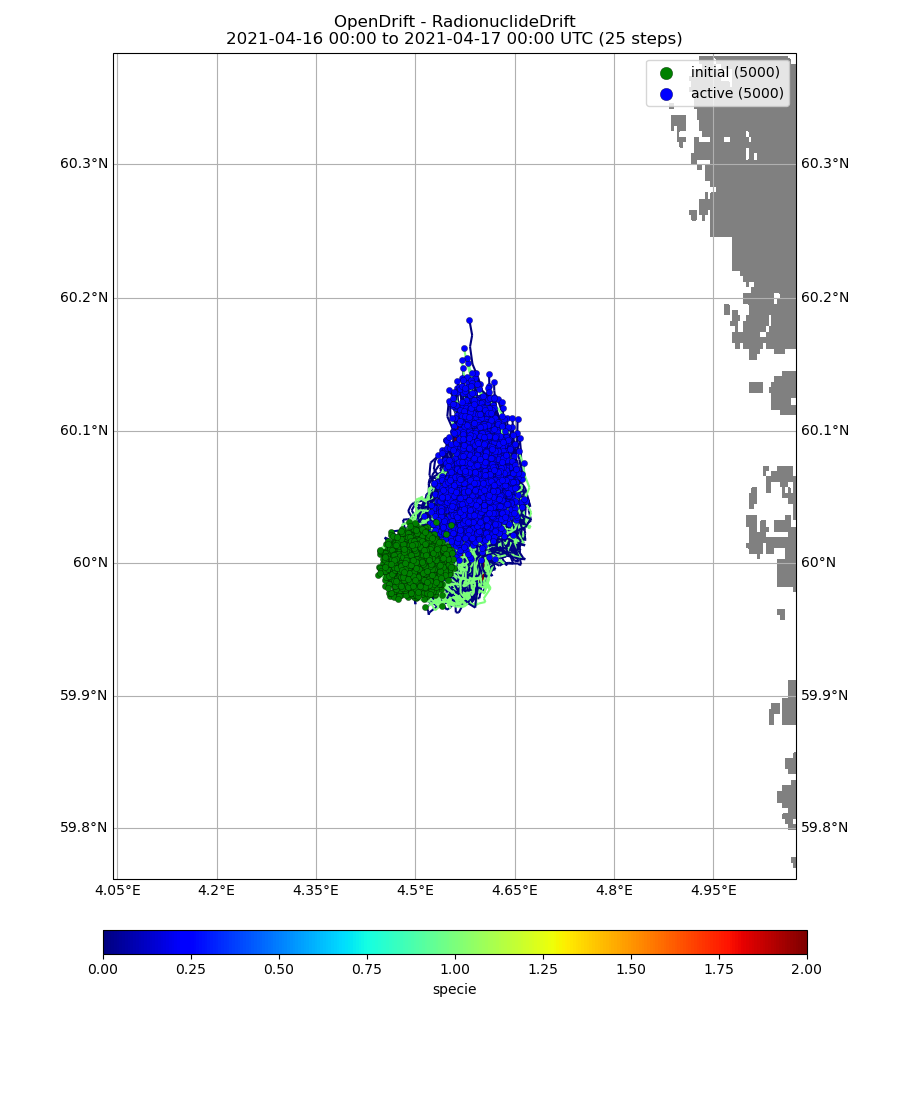 OpenDrift - RadionuclideDrift
2021-04-16 00:00 to 2021-04-17 00:00 UTC (25 steps)
initial (5000)
active (5000)
60.3°N 60.3°N
60.2°N 60.2°N
60.1°N 60.1°N
60°N 60°N
59.9°N 59.9°N
59.8°N 59.8°N
4.05°E 4.2°E 4.35°E 4.5°E 4.65°E 4.8°E 4.95°E
0.00 0.25 0.50 0.75 1.00 1.25 1.50 1.75 2.00
specie